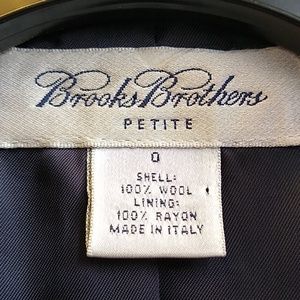 Brooks Brothers
PETITE
0
SHELL:
100% WOOL
LINING:
100% RAYON
MADE IN ITALY